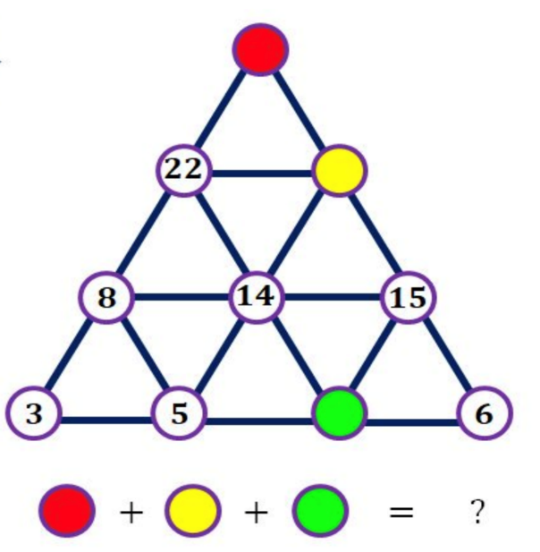 22
8 14 15
3 5 6
+ + = ?